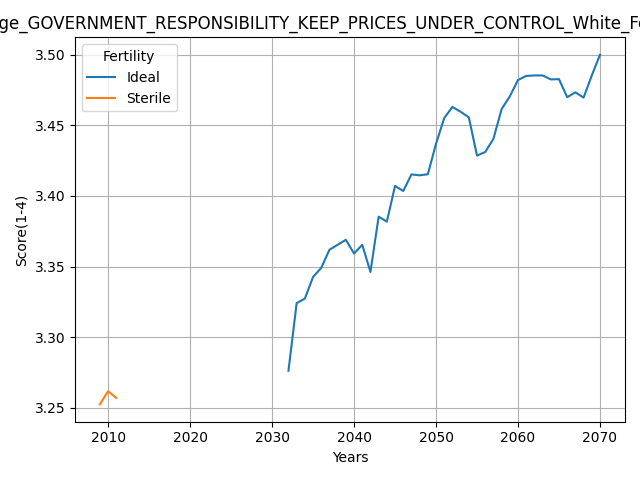 ge_GOVERNMENT_RESPONSIBILITY_KEEP_PRICES_UNDER_CONTROL_White_Fe
Fertility
Ideal
Sterile
3.50
3.45
3.40
3.35
3.30
3.25
Score(1-4)
2010 2020 2030 2040 2050 2060 2070
Years